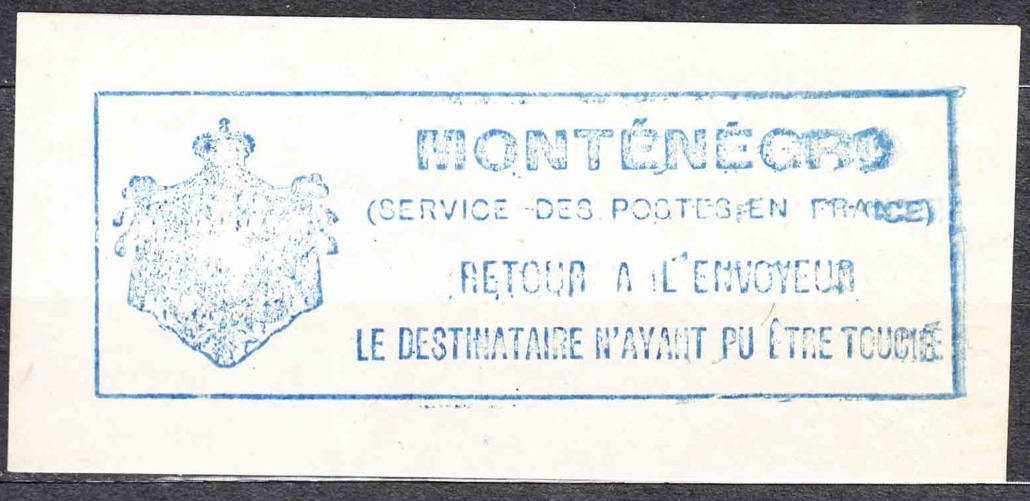 MONTÉNÉGRO
(SERVICE DES POSTES EN FRANCE)
RETOUR A L'ENVOYEUR
LE DESTINATAIRE N'AYANT PU ÊTRE TOUCHÉ